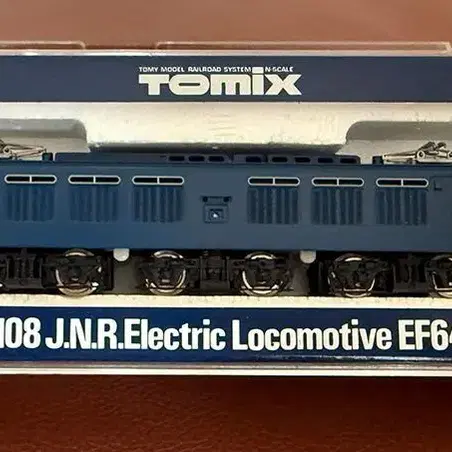 TOMY MODEL RAILROAD SYSTEM N-SCALE
TOMIX
108 J.N.R.Electric Locomotive EF64